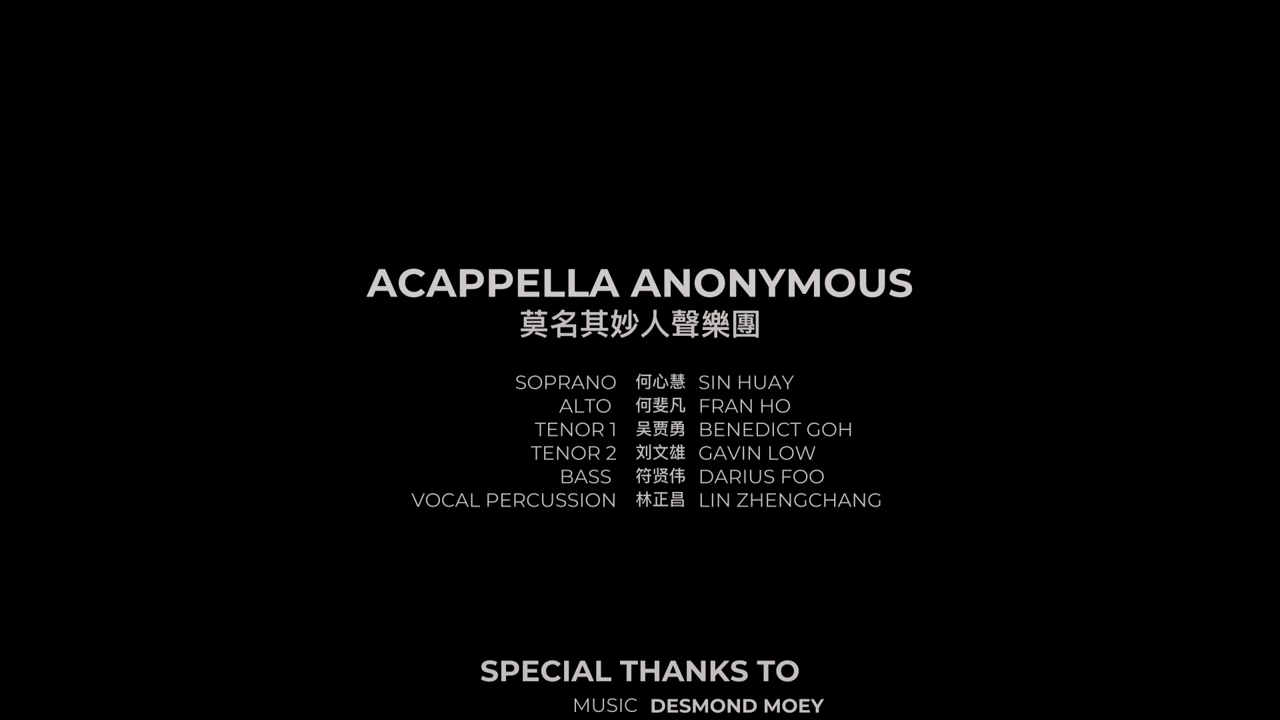 ACAPPELLA ANONYMOUS
莫名其妙人聲樂團
SOPRANO 何心慧 SIN HUAY
ALTO 何斐凡 FRAN HO
TENOR 1 吴贾勇 BENEDICT GOH
TENOR 2 刘文雄 GAVIN LOW
BASS 符贤伟 DARIUS FOO
VOCAL PERCUSSION 林正昌 LIN ZHENGCHANG
SPECIAL THANKS TO
MUSIC DESMOND MOEY